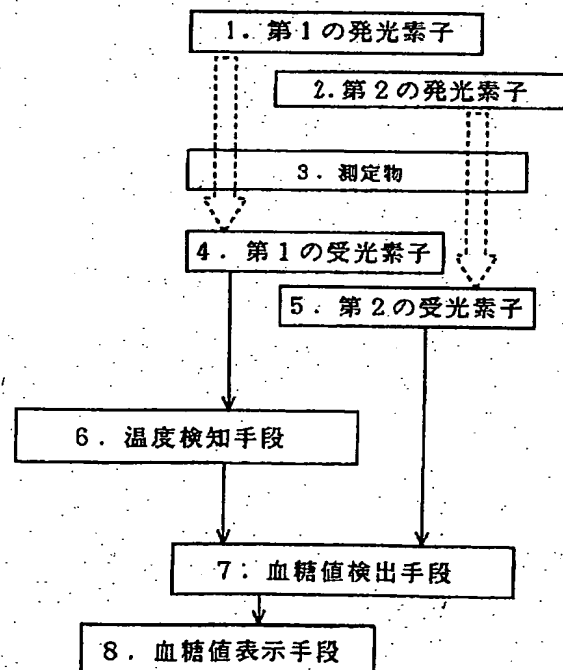 1. 第1の発光素子
2. 第2の発光素子
3. 測定物
4. 第1の受光素子
5. 第2の受光素子
6. 温度検知手段
7: 血糖値検出手段
8. 血糖値表示手段